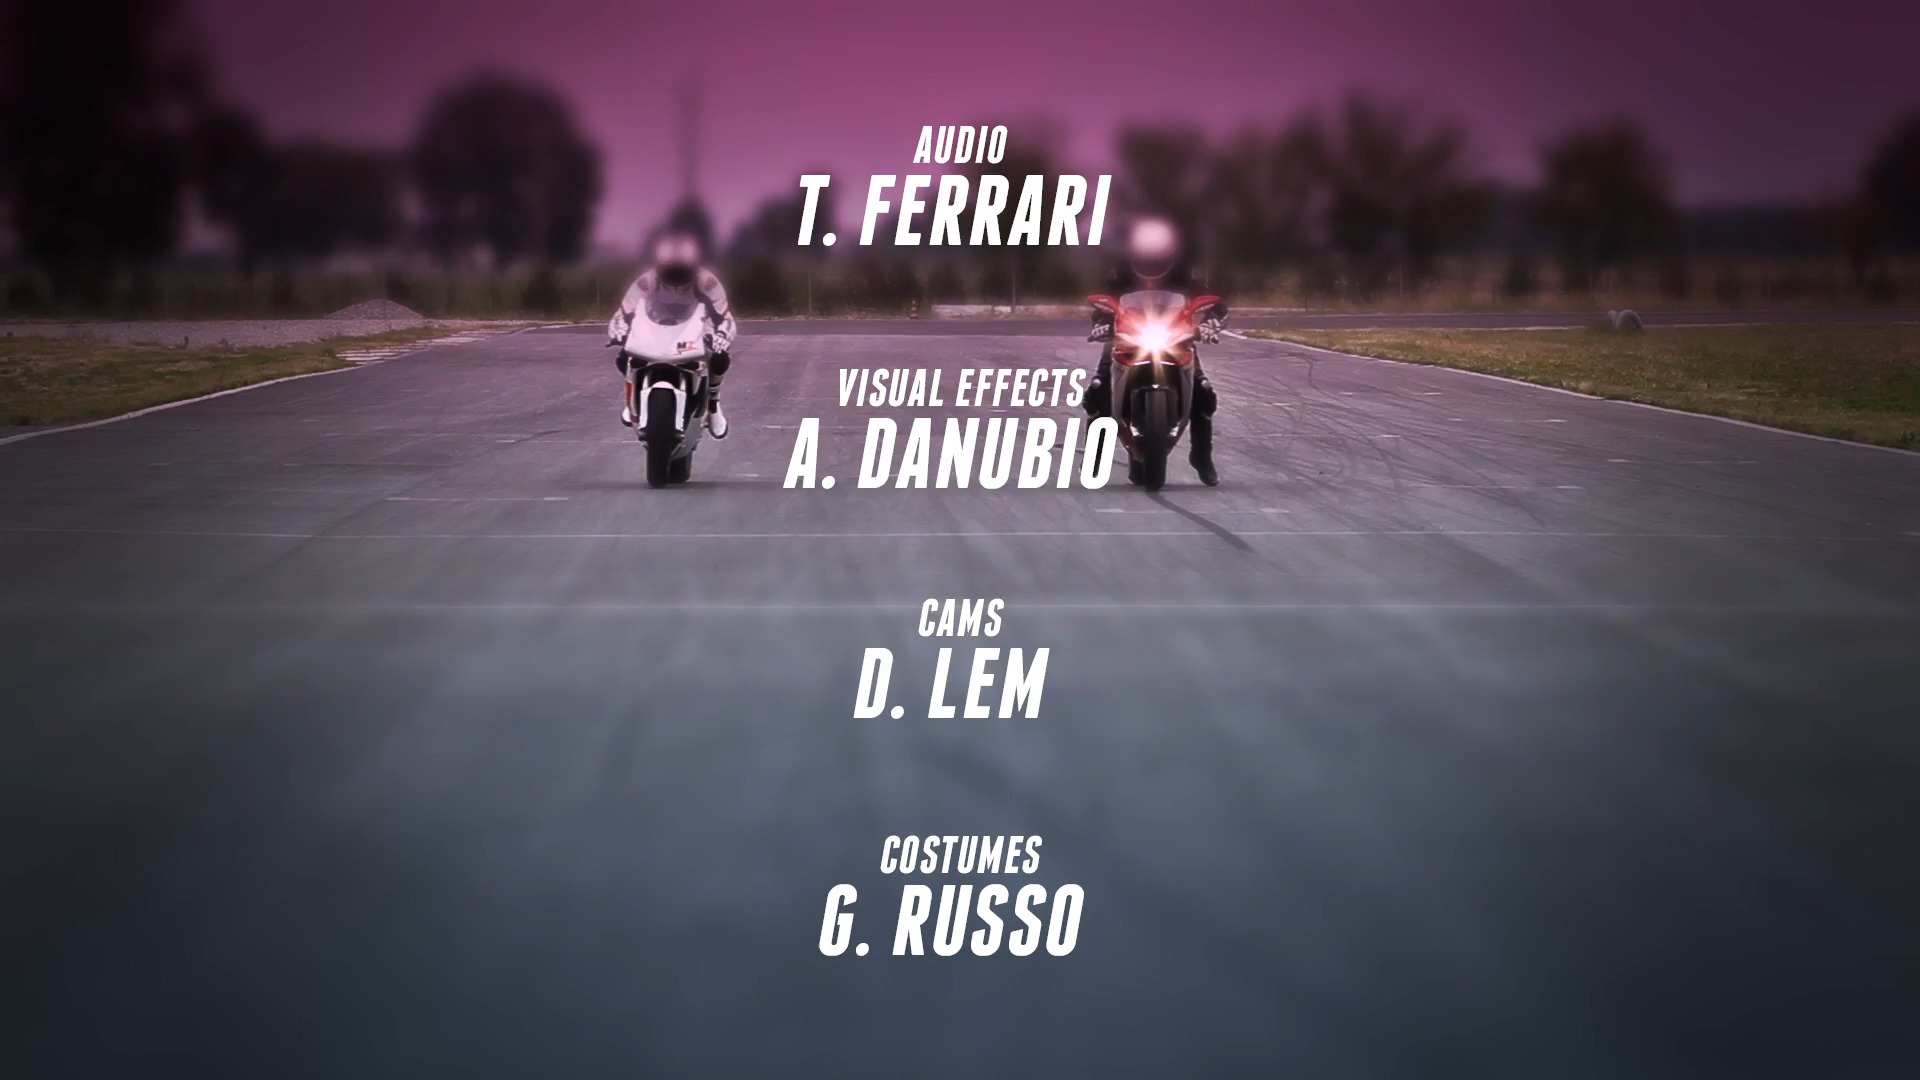 AUDIO
T. FERRARI
VISUAL EFFECTS
A. DANUBIO
CAMS
D. LEM
COSTUMES
G. RUSSO